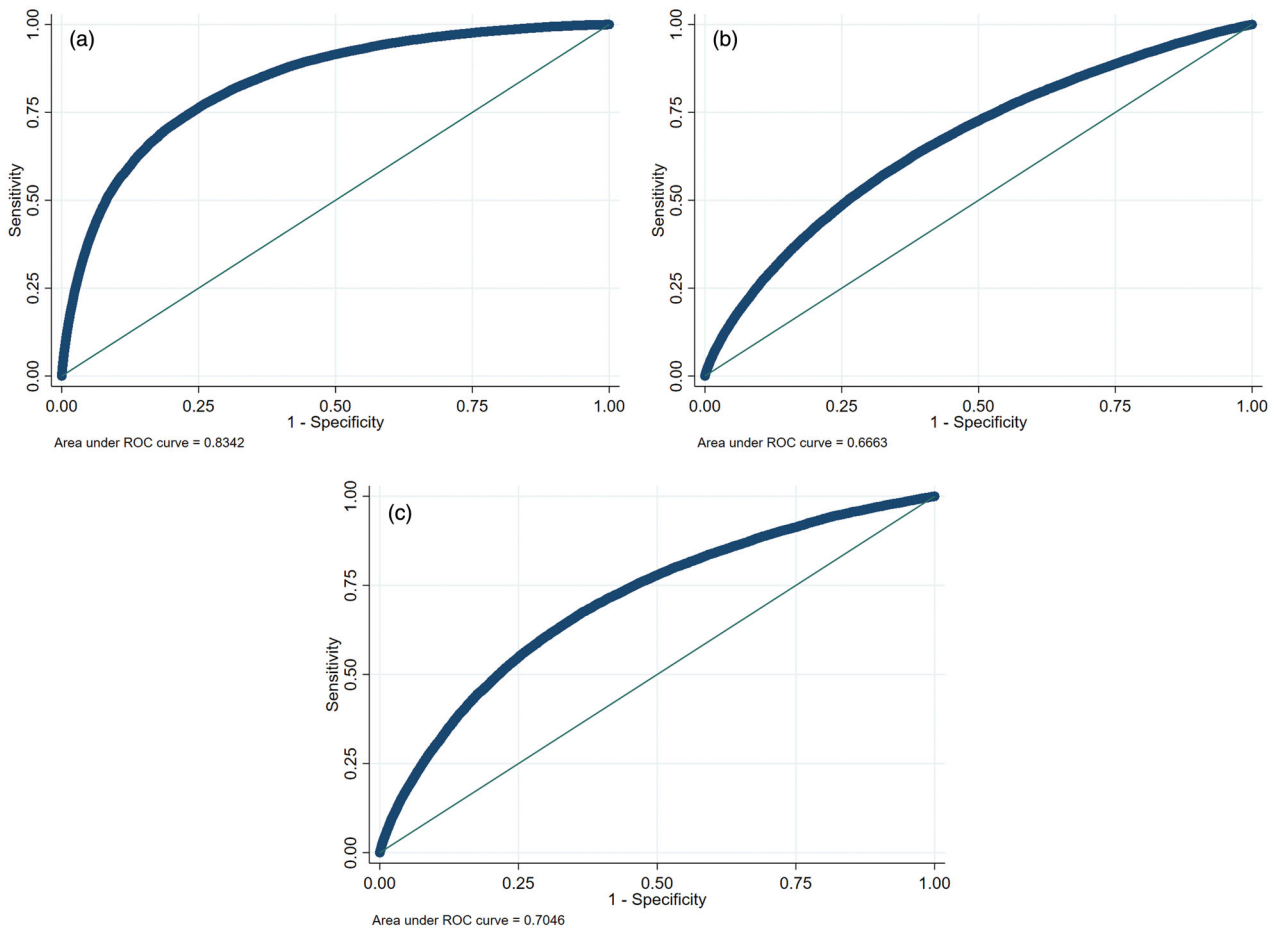 (a)
1.00
0.75
0.50
0.25
0.00
Sensitivity
0.00 0.25 0.50 0.75 1.00
1 - Specificity
Area under ROC curve = 0.8342
(b)
1.00
0.75
0.50
0.25
0.00
Sensitivity
0.00 0.25 0.50 0.75 1.00
1 - Specificity
Area under ROC curve = 0.6663
(c)
1.00
0.75
0.50
0.25
0.00
Sensitivity
0.00 0.25 0.50 0.75 1.00
1 - Specificity
Area under ROC curve = 0.7046